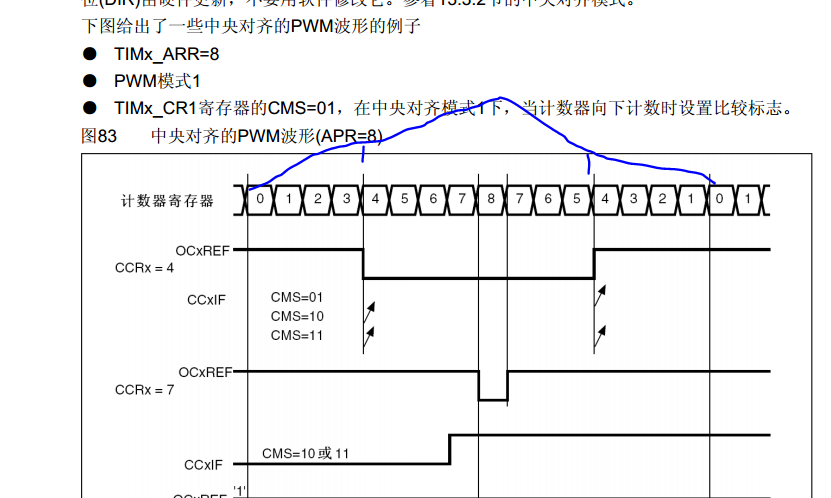 位(DIR)由硬件更新，不要用软件修改它。参看13.3.2节的中央对齐模式。
下图给出了一些中央对齐的PWM波形的例子
● TIMx_ARR=8
● PWM模式1
● TIMx_CR1寄存器的CMS=01，在中央对齐模式1下，当计数器向下计数时设置比较标志。
图83 中央对齐的PWM波形(APR=8)
计数器寄存器 0 1 2 3 4 5 6 7 8 7 6 5 4 3 2 1 0 1
OCxREF
CCRx = 4
CCxIF CMS=01
CMS=10
CMS=11
OCxREF
CCRx = 7
CCxIF CMS=10 或 11
OCxREF '1'